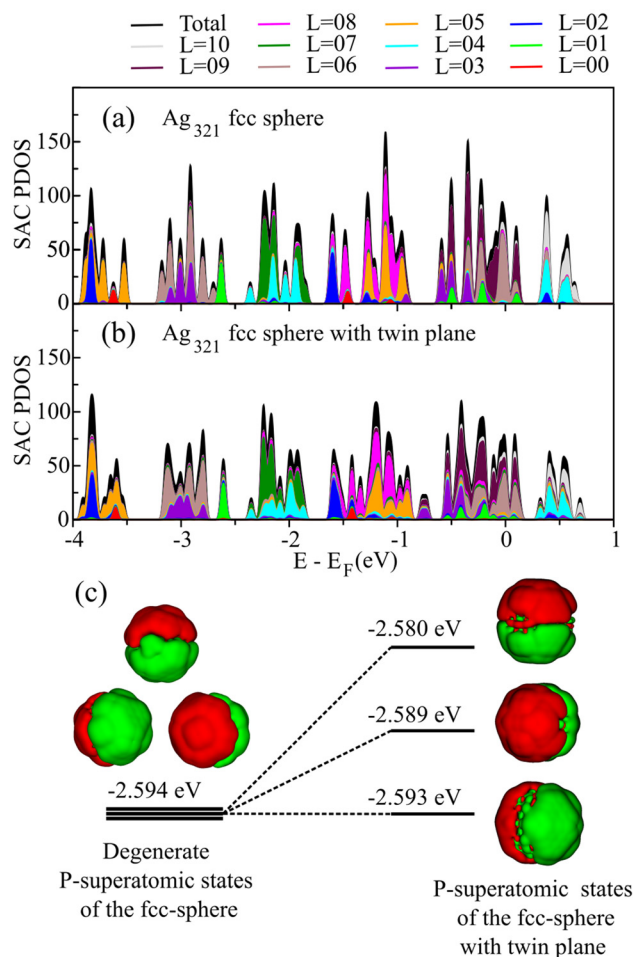 Total L=08 L=05 L=02
L=10 L=07 L=04 L=01
L=09 L=06 L=03 L=00
(a) Ag321 fcc sphere
SAC PDOS
150
100
50
0
(b) Ag321 fcc sphere with twin plane
SAC PDOS
150
100
50
0
-4 -3 -2 -1 0 1
E - EF(eV)
(c)
-2.580 eV
-2.589 eV
-2.594 eV
-2.593 eV
Degenerate
P-superatomic states
of the fcc-sphere
P-superatomic states
of the fcc-sphere
with twin plane